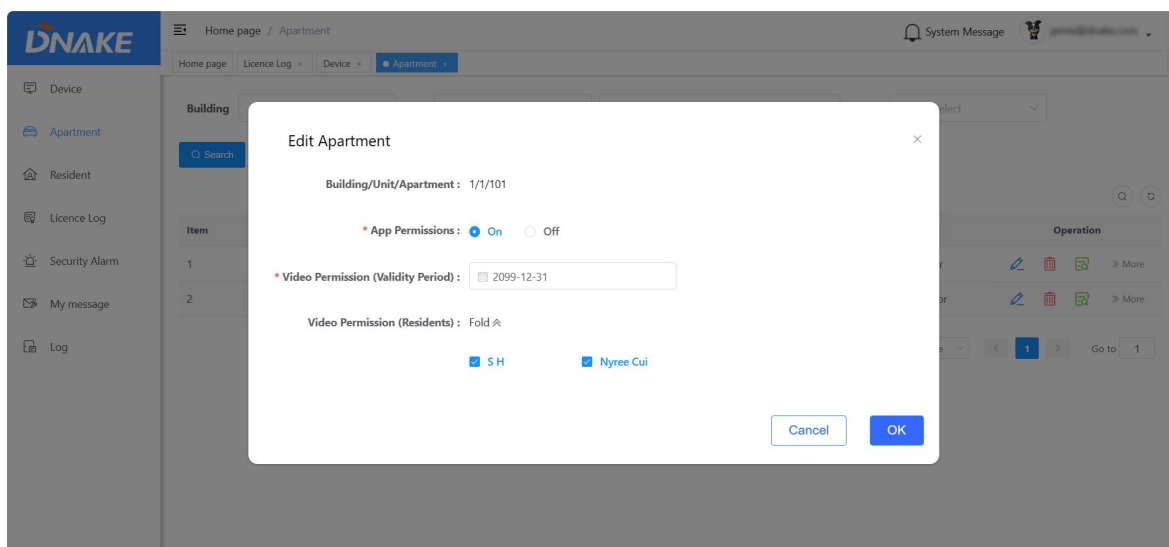 DNAKE
Home page / Apartment
System Message
Home page
Licence Log ×
Device ×
Apartment ×
Device
Apartment
Resident
Licence Log
Security Alarm
My message
Log
Building
Search
Edit Apartment
Building/Unit/Apartment : 1/1/101
* App Permissions : On Off
* Video Permission (Validity Period) : 2099-12-31
Video Permission (Residents) : Fold
S H
Nyree Cui
Cancel
OK
Item
Operation
1
More
2
More
1
Go to 1